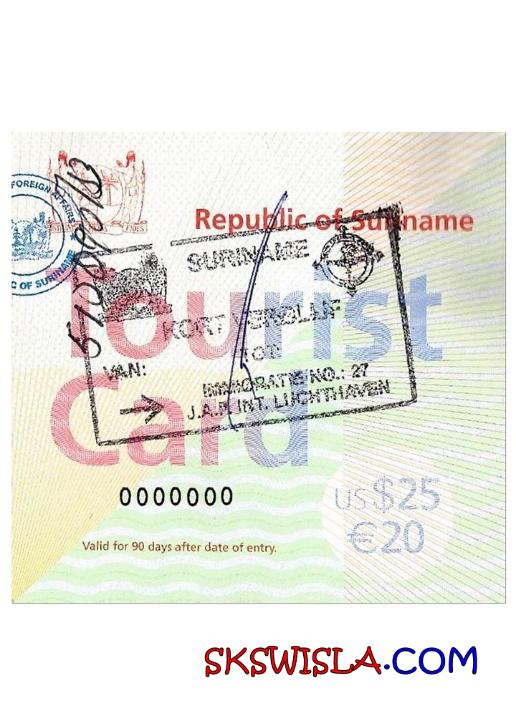 FOREIGN AFFAIRS
C OF SURINAME
Republic of Suriname
Tourist
Card
SURINAME
KORT VERBLIJF
TOT
VAN:
IMMIGRATIE NO.: 27
J.A.P. INT. LUCHTHAVEN
0000000
US $25
€20
Valid for 90 days after date of entry.
SKSWISLA.COM